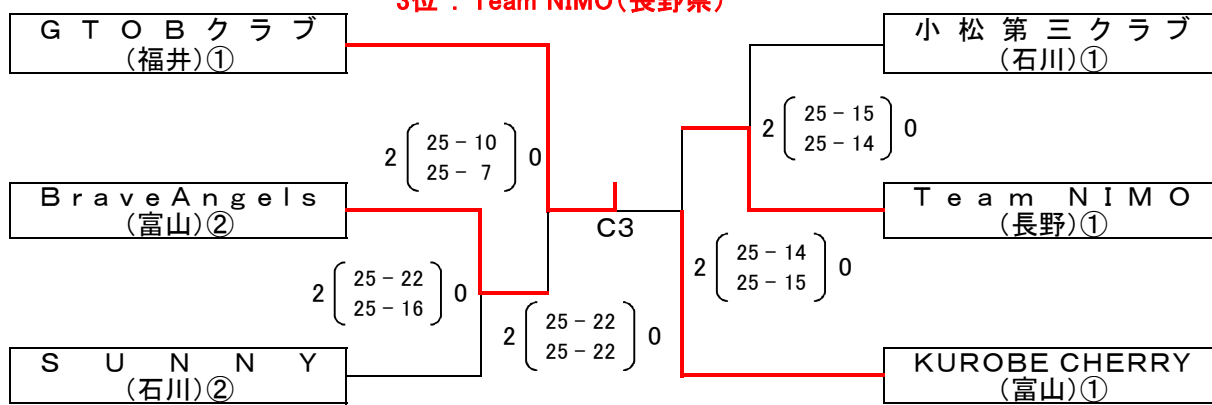 3位：Team NIMO（長野県）
GTOBクラブ
（福井）①
小松第三クラブ
（石川）①
2 25－10 0
25－ 7
2 25－15 0
25－14
BraveAngels
（富山）②
C3
Team NIMO
（長野）①
2 25－22 0
25－16
2 25－22 0
25－22
2 25－14 0
25－15
SUNNY
（石川）②
KUROBE CHERRY
（富山）①